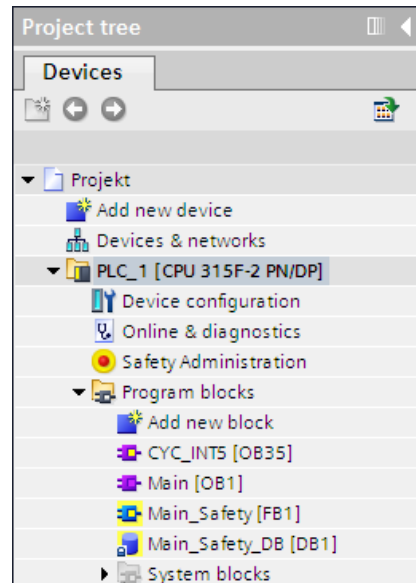 Project tree
Devices
Projekt
Add new device
Devices & networks
PLC_1 [CPU 315F-2 PN/DP]
Device configuration
Online & diagnostics
Safety Administration
Program blocks
Add new block
CYC_INT5 [OB35]
Main [OB1]
Main_Safety [FB1]
Main_Safety_DB [DB1]
System blocks